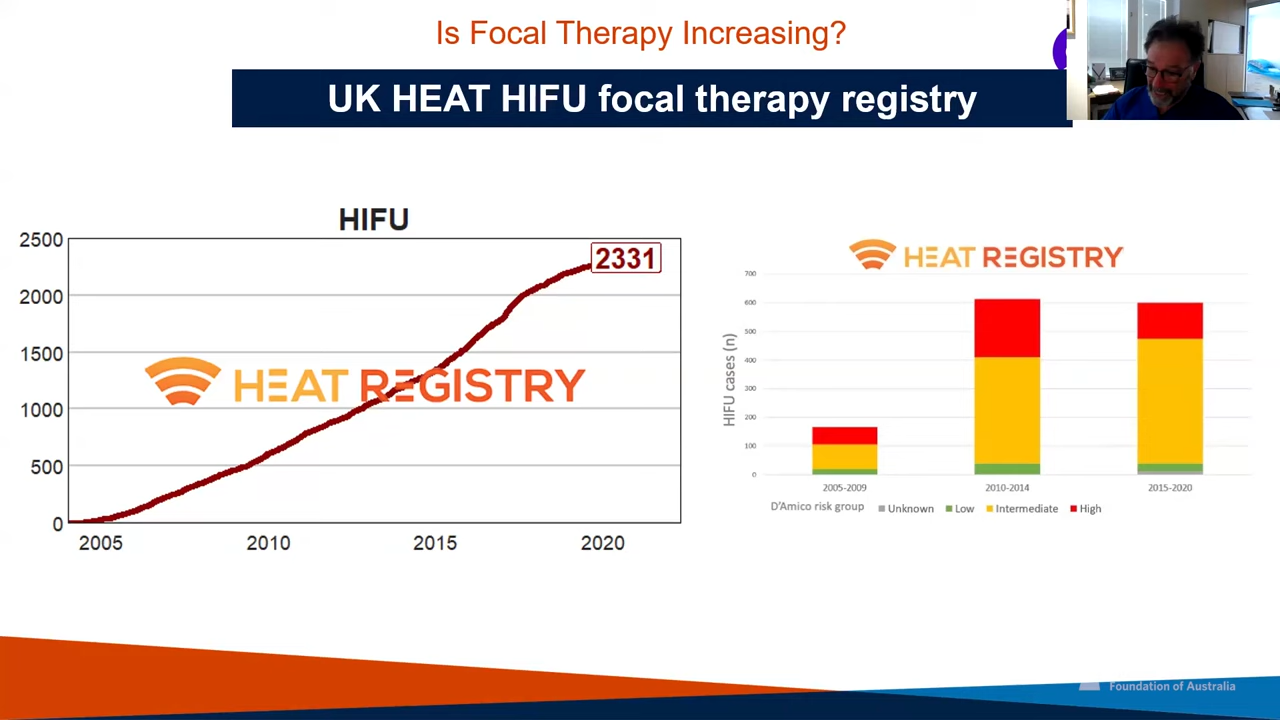 Is Focal Therapy Increasing?
UK HEAT HIFU focal therapy registry
HIFU
2500
2000
1500
1000
500
0
2005
2010
2015
2020
2331
HEAT REGISTRY
HEAT REGISTRY
HIFU cases (n)
700
600
500
400
300
200
100
0
2005-2009
2010-2014
2015-2020
D'Amico risk group
Unknown
Low
Intermediate
High
Foundation of Australia